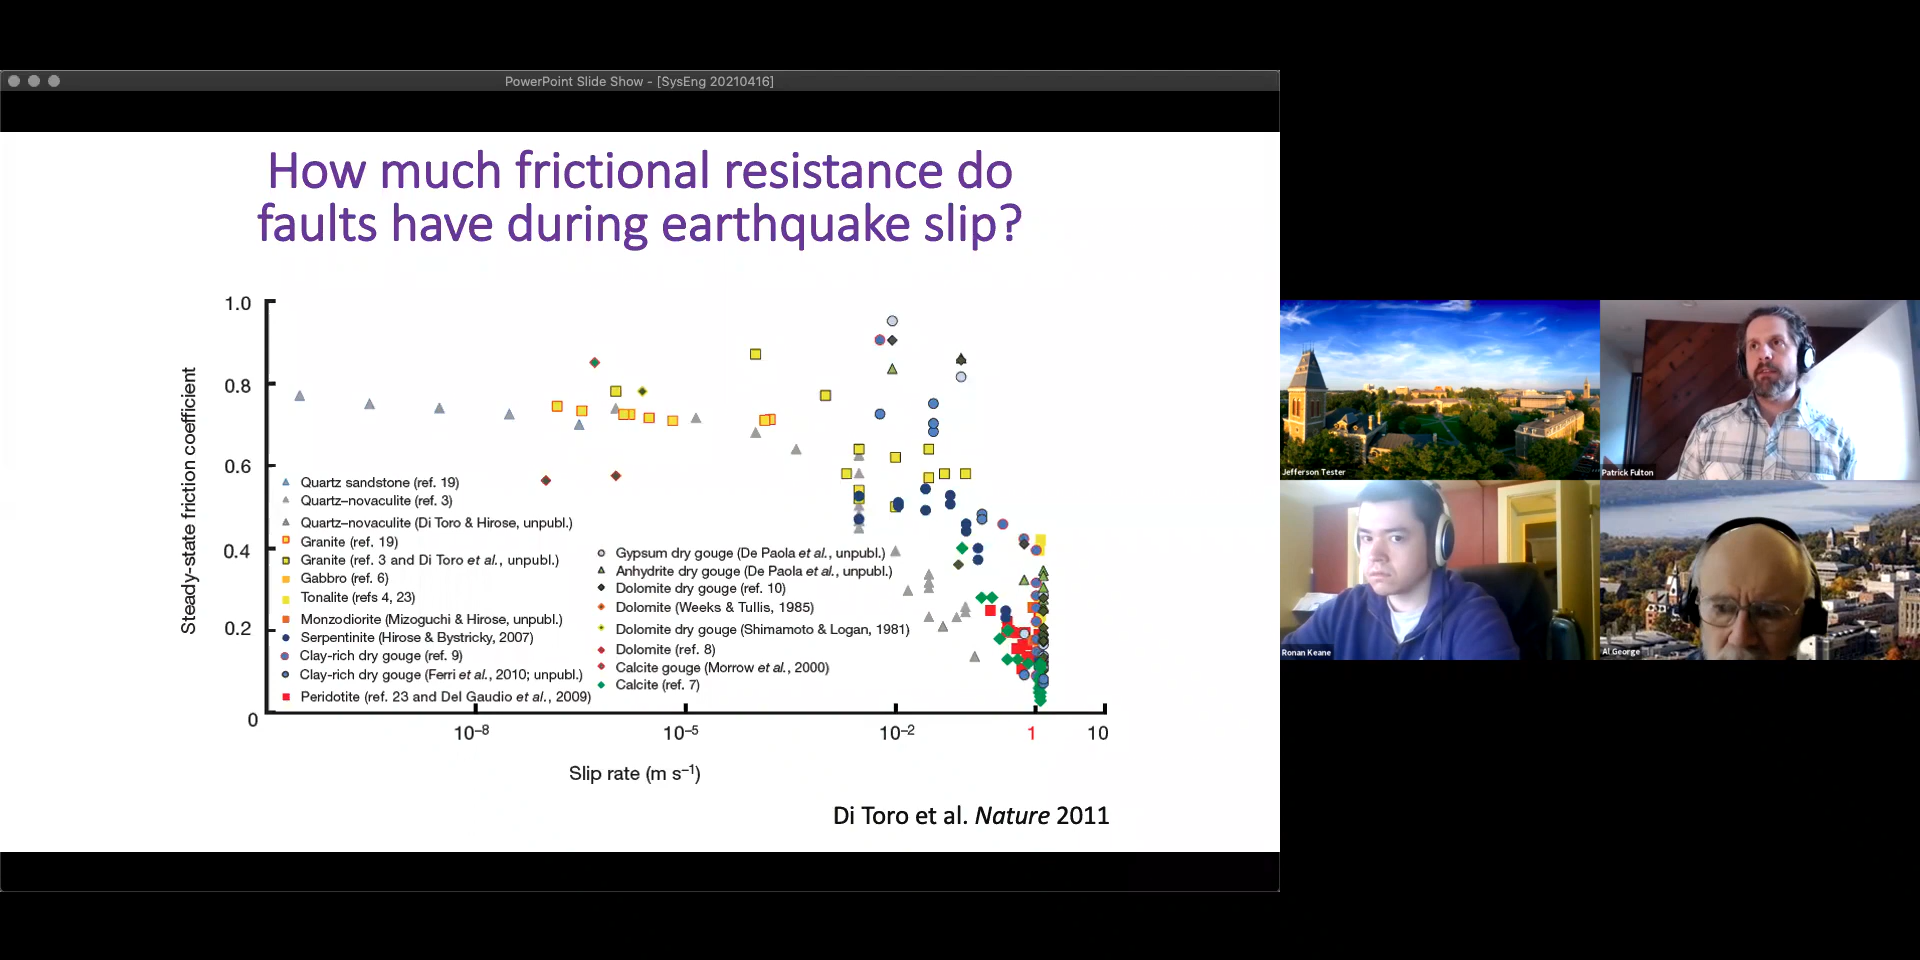 PowerPoint Slide Show - [SysEng 20210416]
How much frictional resistance do
faults have during earthquake slip?
Steady-state friction coefficient
1.0
0.8
0.6
0.4
0.2
0
Quartz sandstone (ref. 19)
Quartz–novaculite (ref. 3)
Quartz–novaculite (Di Toro & Hirose, unpubl.)
Granite (ref. 19)
Granite (ref. 3 and Di Toro et al., unpubl.)
Gabbro (ref. 6)
Tonalite (refs 4, 23)
Monzodiorite (Mizoguchi & Hirose, unpubl.)
Serpentinite (Hirose & Bystricky, 2007)
Clay-rich dry gouge (ref. 9)
Clay-rich dry gouge (Ferri et al., 2010; unpubl.)
Peridotite (ref. 23 and Del Gaudio et al., 2009)
Gypsum dry gouge (De Paola et al., unpubl.)
Anhydrite dry gouge (De Paola et al., unpubl.)
Dolomite dry gouge (ref. 10)
Dolomite (Weeks & Tullis, 1985)
Dolomite dry gouge (Shimamoto & Logan, 1981)
Dolomite (ref. 8)
Calcite gouge (Morrow et al., 2000)
Calcite (ref. 7)
10⁻⁸
10⁻⁵
10⁻²
1
10
Slip rate (m s⁻¹)
Di Toro et al. Nature 2011
Jefferson Tester
Patrick Fulton
Ronan Keane
Al George